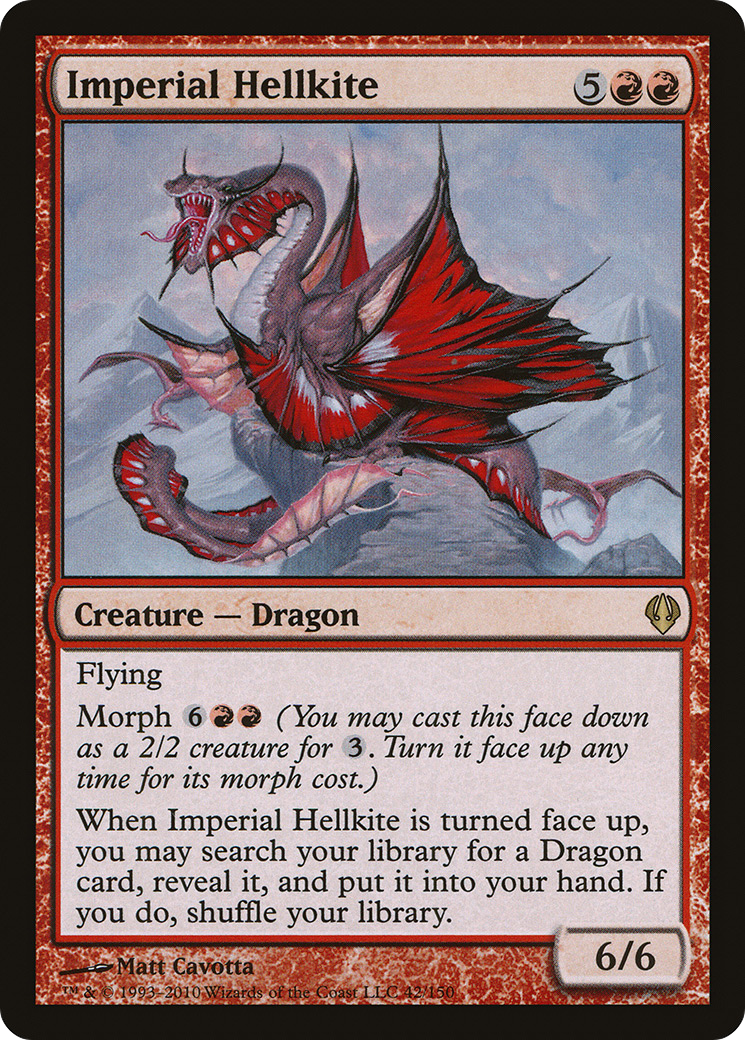 Imperial Hellkite 5
Creature — Dragon
Flying
Morph 6 (You may cast this face down
as a 2/2 creature for 3. Turn it face up any
time for its morph cost.)
When Imperial Hellkite is turned face up,
you may search your library for a Dragon
card, reveal it, and put it into your hand. If
you do, shuffle your library.
6/6
Matt Cavotta
™ & © 1993–2010 Wizards of the Coast LLC 42/150